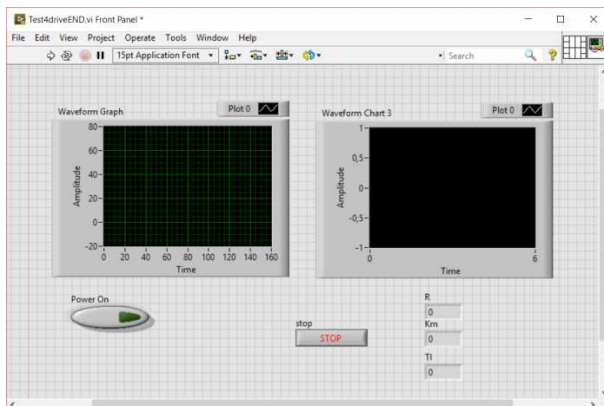 Test4driveEND.vi Front Panel *
File Edit View Project Operate Tools Window Help
15pt Application Font
Search
Waveform Graph
Plot 0
80
60
40
20
0
-20
Amplitude
0 20 40 60 80 100 120 140 160
Time
Waveform Chart 3
Plot 0
1
0,5
0
-0,5
-1
Amplitude
0 6
Time
Power On
stop
STOP
R
0
Km
0
TI
0